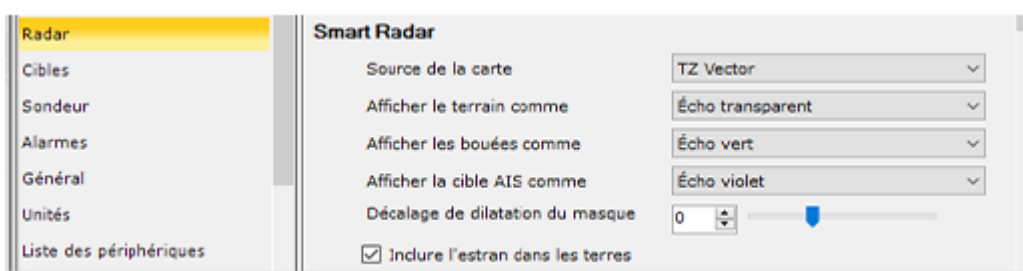 Radar
Cibles
Sondeur
Alarmes
Général
Unités
Liste des périphériques
Smart Radar
Source de la carte TZ Vector
Afficher le terrain comme Écho transparent
Afficher les bouées comme Écho vert
Afficher la cible AIS comme Écho violet
Décalage de dilatation du masque 0
Inclure l'estran dans les terres